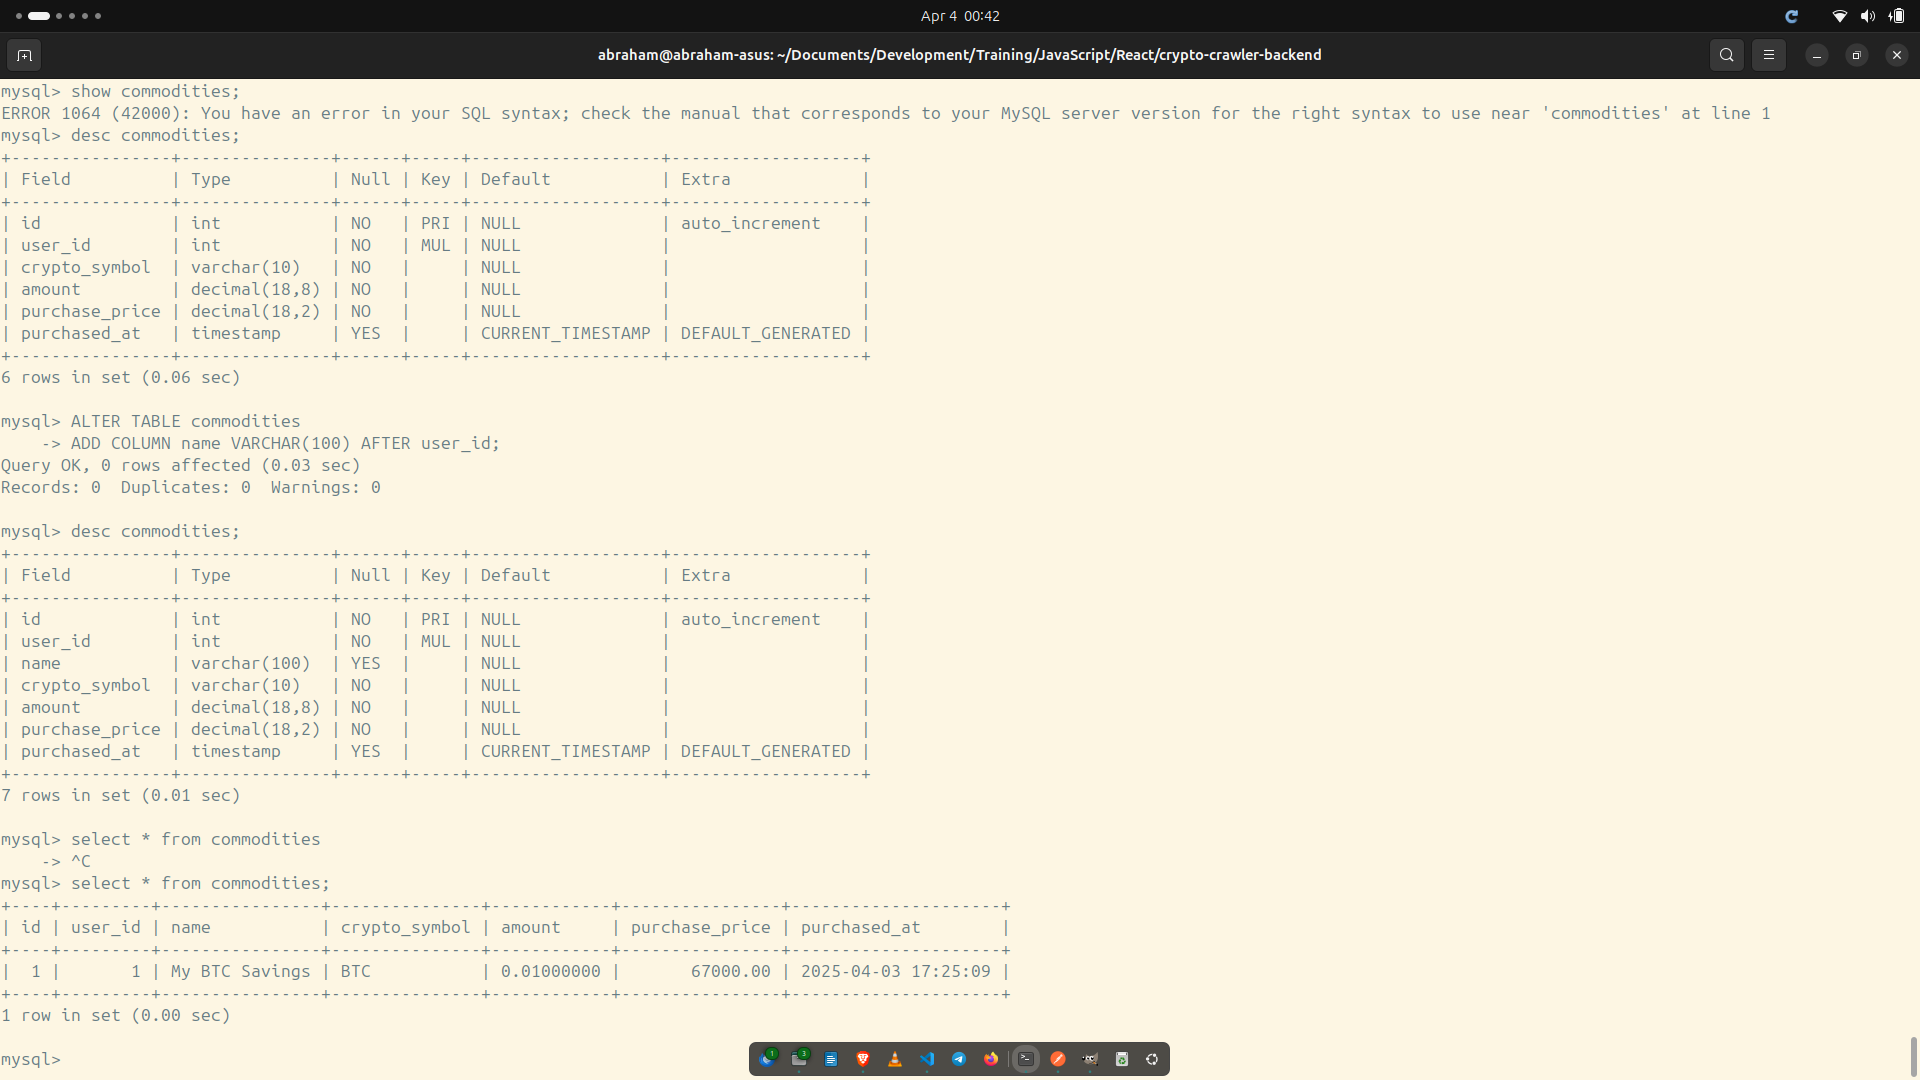 Apr 4 00:42
abraham@abraham-asus: ~/Documents/Development/Training/JavaScript/React/crypto-crawler-backend
mysql> show commodities;
ERROR 1064 (42000): You have an error in your SQL syntax; check the manual that corresponds to your MySQL server version for the right syntax to use near 'commodities' at line 1
mysql> desc commodities;
+----------------+---------------+------+-----+-------------------+-------------------+
| Field          | Type          | Null | Key | Default           | Extra             |
+----------------+---------------+------+-----+-------------------+-------------------+
| id             | int           | NO   | PRI | NULL              | auto_increment    |
| user_id        | int           | NO   | MUL | NULL              |                   |
| crypto_symbol  | varchar(10)   | NO   |     | NULL              |                   |
| amount         | decimal(18,8) | NO   |     | NULL              |                   |
| purchase_price | decimal(18,2) | NO   |     | NULL              |                   |
| purchased_at   | timestamp     | YES  |     | CURRENT_TIMESTAMP | DEFAULT_GENERATED |
+----------------+---------------+------+-----+-------------------+-------------------+
6 rows in set (0.06 sec)
mysql> ALTER TABLE commodities
    -> ADD COLUMN name VARCHAR(100) AFTER user_id;
Query OK, 0 rows affected (0.03 sec)
Records: 0  Duplicates: 0  Warnings: 0
mysql> desc commodities;
+----------------+---------------+------+-----+-------------------+-------------------+
| Field          | Type          | Null | Key | Default           | Extra             |
+----------------+---------------+------+-----+-------------------+-------------------+
| id             | int           | NO   | PRI | NULL              | auto_increment    |
| user_id        | int           | NO   | MUL | NULL              |                   |
| name           | varchar(100)  | YES  |     | NULL              |                   |
| crypto_symbol  | varchar(10)   | NO   |     | NULL              |                   |
| amount         | decimal(18,8) | NO   |     | NULL              |                   |
| purchase_price | decimal(18,2) | NO   |     | NULL              |                   |
| purchased_at   | timestamp     | YES  |     | CURRENT_TIMESTAMP | DEFAULT_GENERATED |
+----------------+---------------+------+-----+-------------------+-------------------+
7 rows in set (0.01 sec)
mysql> select * from commodities
    -> ^C
mysql> select * from commodities;
+----+---------+----------------+---------------+------------+----------------+---------------------+
| id | user_id | name           | crypto_symbol | amount     | purchase_price | purchased_at        |
+----+---------+----------------+---------------+------------+----------------+---------------------+
|  1 |       1 | My BTC Savings | BTC           | 0.01000000 |       67000.00 | 2025-04-03 17:25:09 |
+----+---------+----------------+---------------+------------+----------------+---------------------+
1 row in set (0.00 sec)
mysql>
1
3